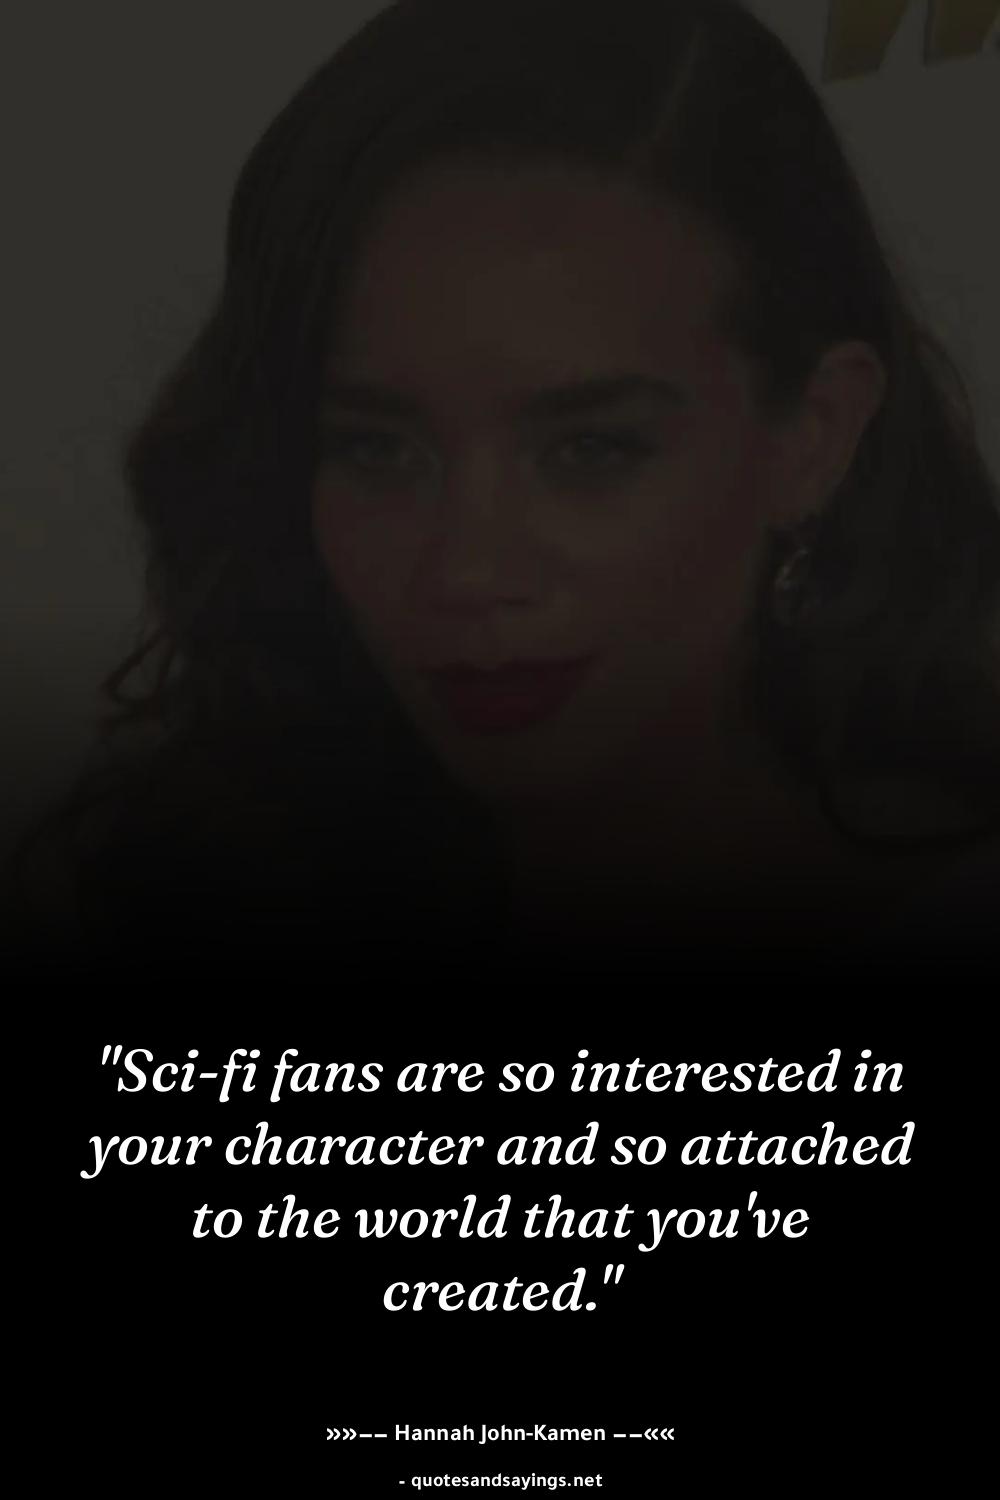 "Sci-fi fans are so interested in
your character and so attached
to the world that you've
created."
»»−− Hannah John-Kamen −−««
- quotesandsayings.net